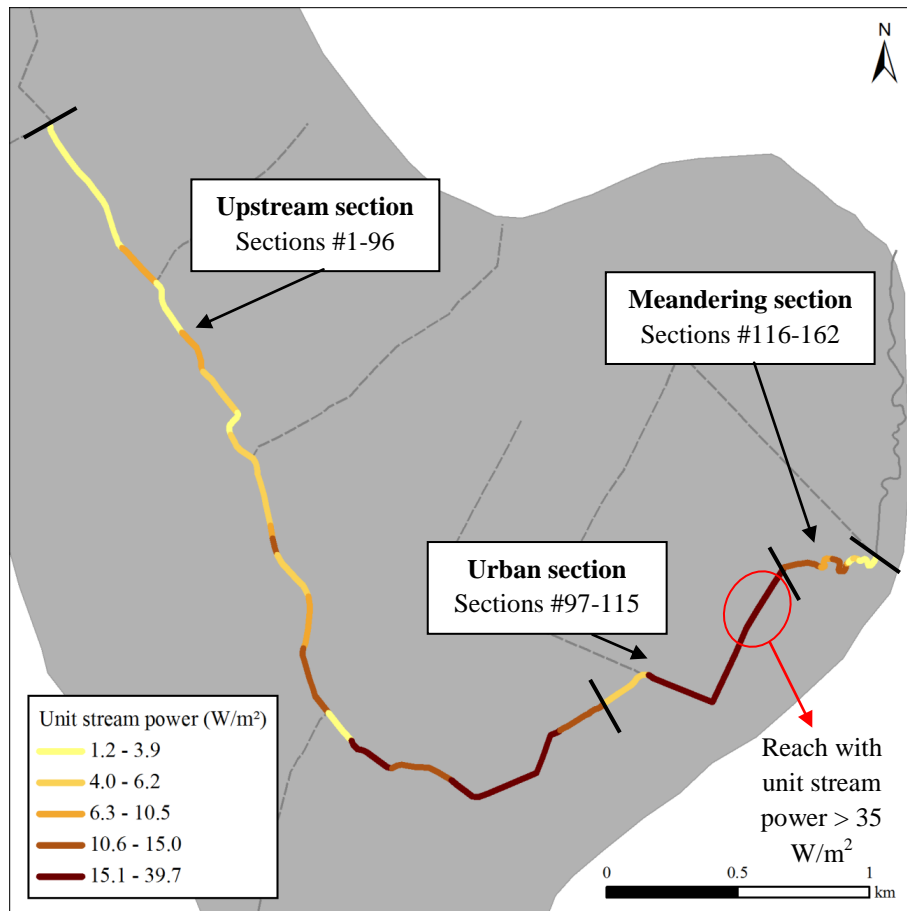 N
Upstream section
Sections #1-96
Meandering section
Sections #116-162
Urban section
Sections #97-115
Reach with
unit stream
power > 35
W/m²
Unit stream power (W/m²)
1.2 - 3.9
4.0 - 6.2
6.3 - 10.5
10.6 - 15.0
15.1 - 39.7
0 0.5 1
km